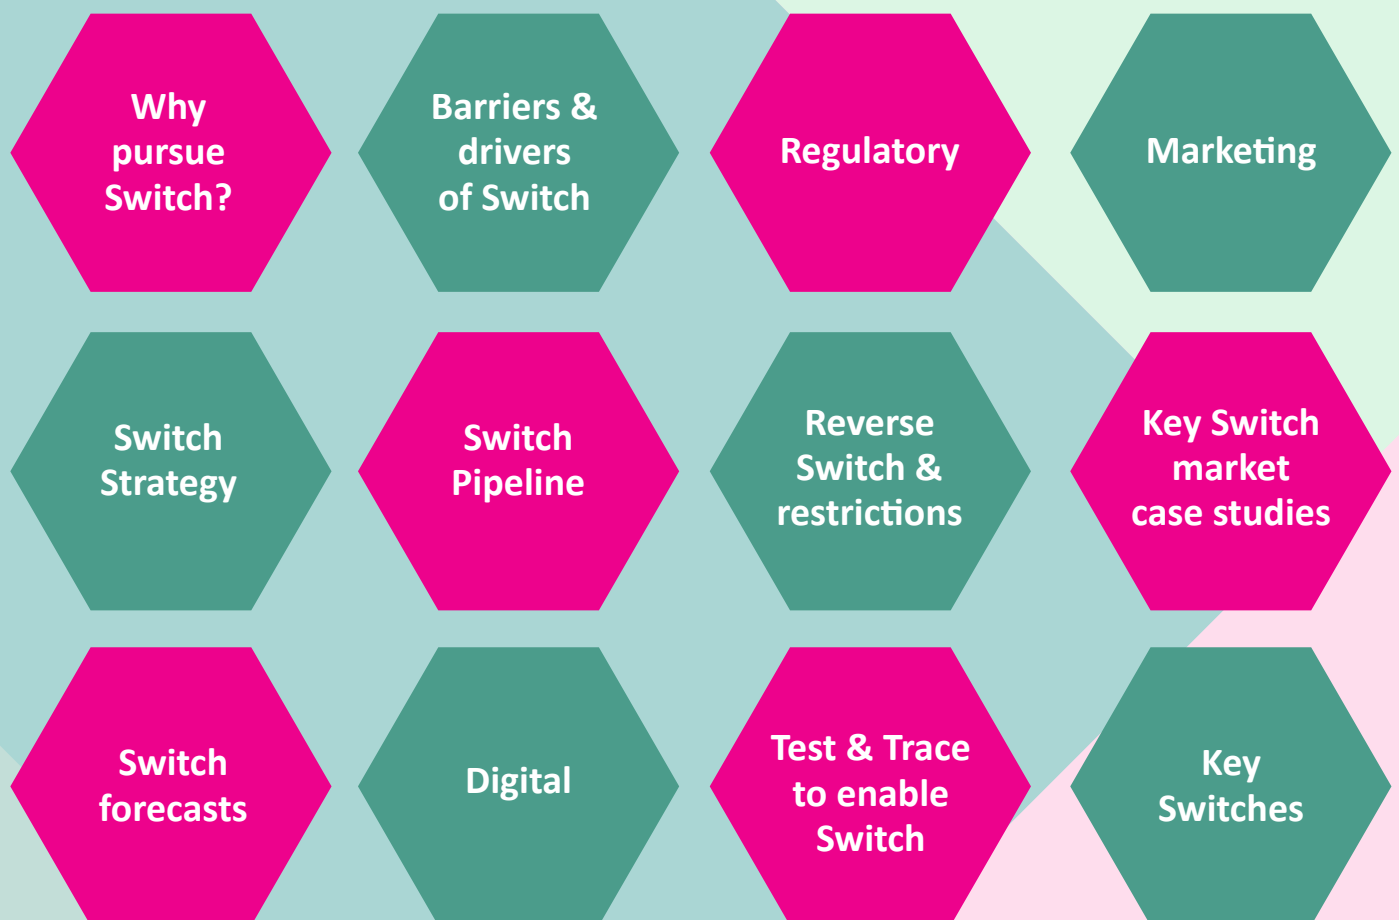 Why
pursue
Switch?
Barriers &
drivers
of Switch
Regulatory
Marketing
Switch
Strategy
Switch
Pipeline
Reverse
Switch &
restrictions
Key Switch
market
case studies
Switch
forecasts
Digital
Test & Trace
to enable
Switch
Key
Switches